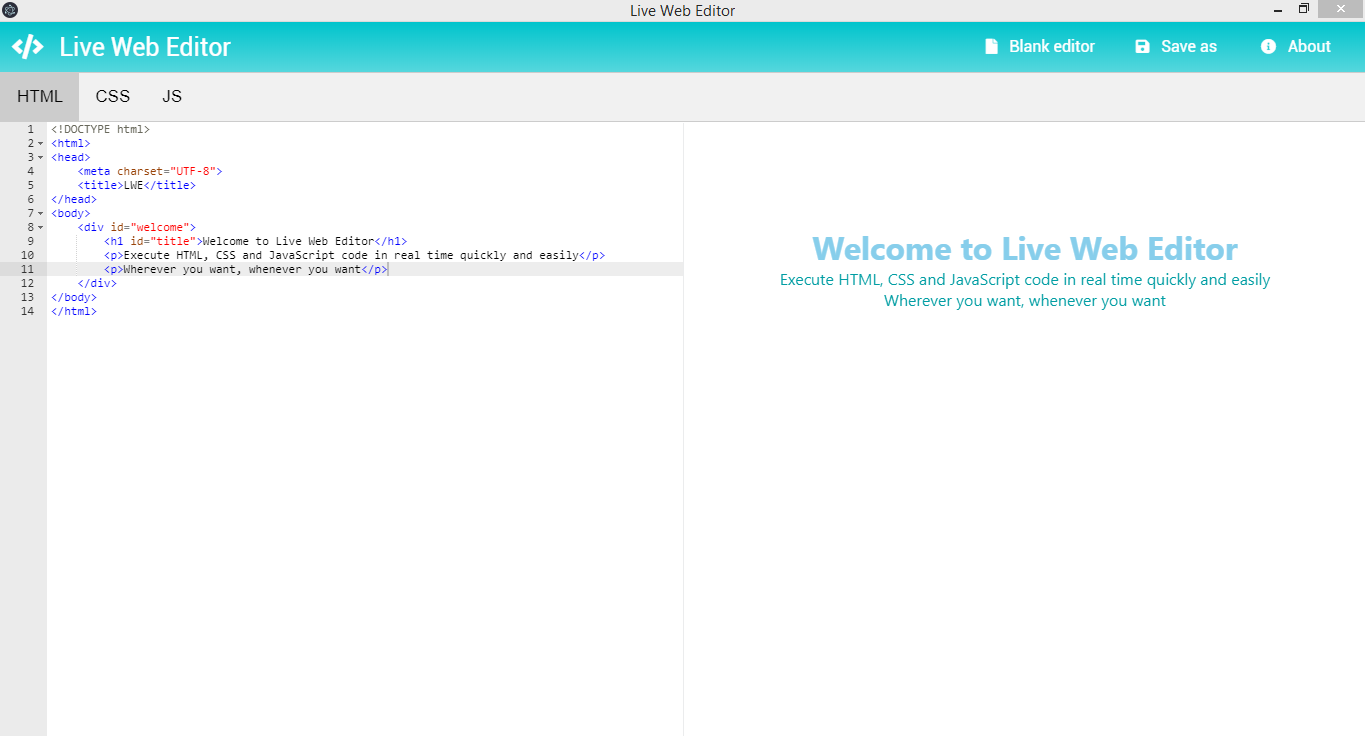 Live Web Editor
</> Live Web Editor
Blank editor
Save as
About
HTML
CSS
JS
1 <!DOCTYPE html>
2 <html>
3 <head>
4     <meta charset="UTF-8">
5     <title>LWE</title>
6 </head>
7 <body>
8     <div id="welcome">
9         <h1 id="title">Welcome to Live Web Editor</h1>
10         <p>Execute HTML, CSS and JavaScript code in real time quickly and easily</p>
11         <p>Wherever you want, whenever you want</p>
12     </div>
13 </body>
14 </html>
Welcome to Live Web Editor
Execute HTML, CSS and JavaScript code in real time quickly and easily
Wherever you want, whenever you want